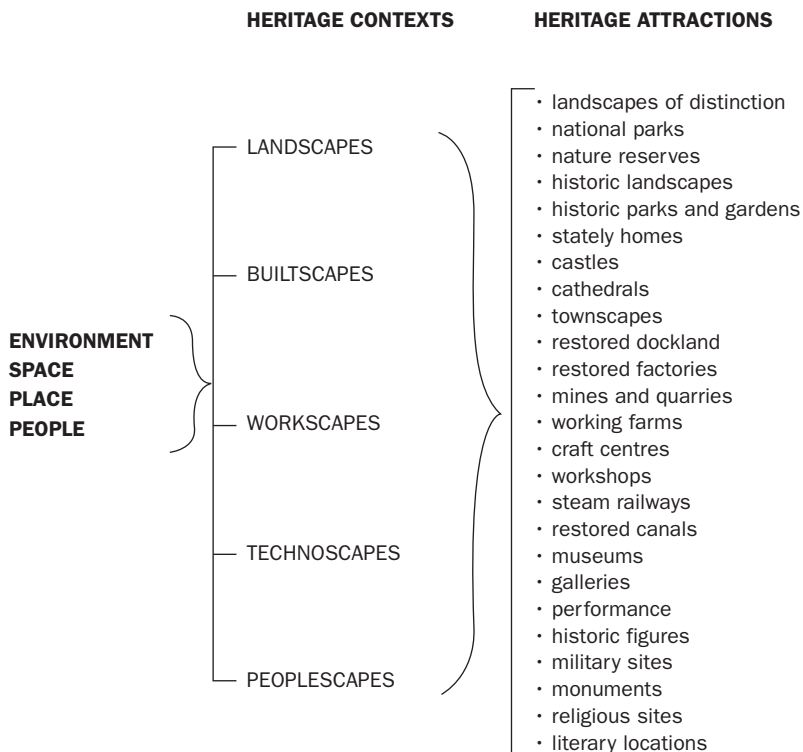 HERITAGE CONTEXTS
HERITAGE ATTRACTIONS
ENVIRONMENT
SPACE
PLACE
PEOPLE
LANDSCAPES
BUILTSCAPES
WORKSCAPES
TECHNOSCAPES
PEOPLESCAPES
· landscapes of distinction
· national parks
· nature reserves
· historic landscapes
· historic parks and gardens
· stately homes
· castles
· cathedrals
· townscapes
· restored dockland
· restored factories
· mines and quarries
· working farms
· craft centres
· workshops
· steam railways
· restored canals
· museums
· galleries
· performance
· historic figures
· military sites
· monuments
· religious sites
· literary locations